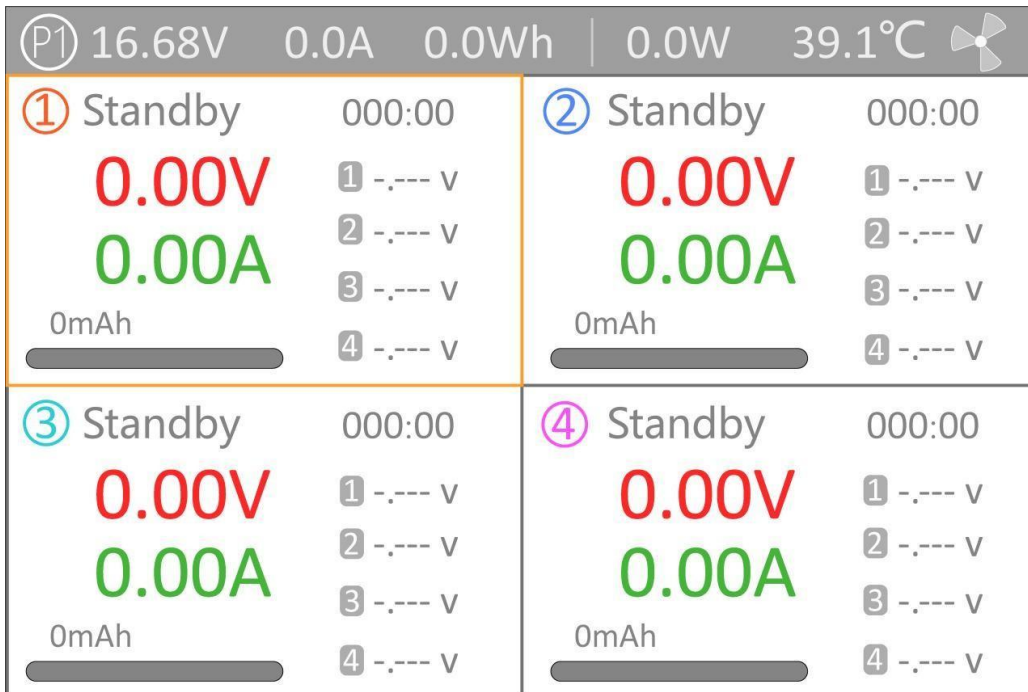 P1 16.68V 0.0A 0.0Wh 0.0W 39.1℃
1 Standby 000:00
0.00V
0.00A
0mAh
1 -.--- v
2 -.--- v
3 -.--- v
4 -.--- v
2 Standby 000:00
0.00V
0.00A
0mAh
1 -.--- v
2 -.--- v
3 -.--- v
4 -.--- v
3 Standby 000:00
0.00V
0.00A
0mAh
1 -.--- v
2 -.--- v
3 -.--- v
4 -.--- v
4 Standby 000:00
0.00V
0.00A
0mAh
1 -.--- v
2 -.--- v
3 -.--- v
4 -.--- v